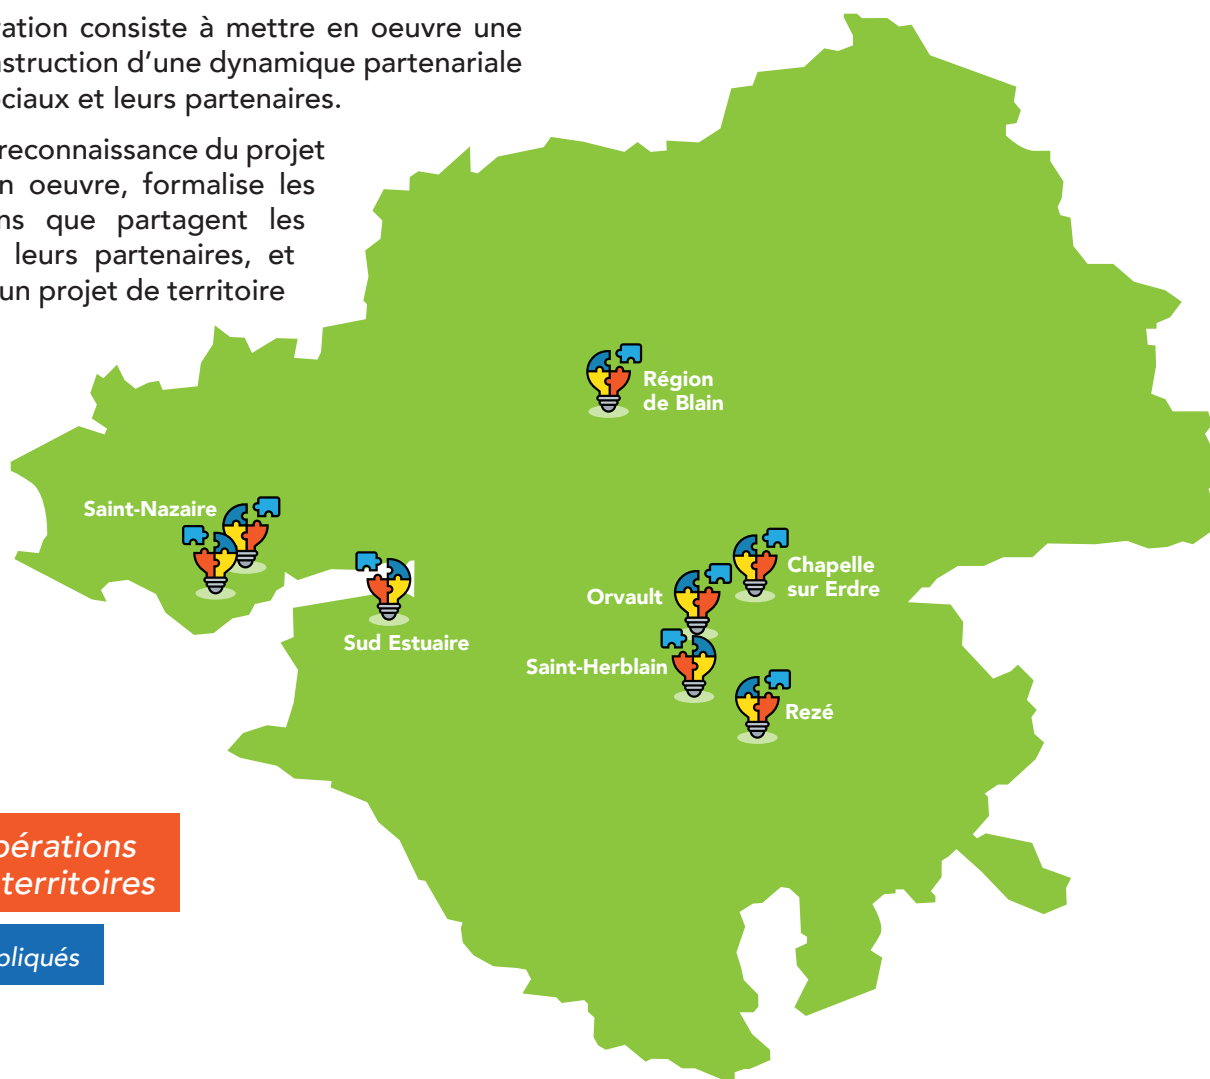 ration consiste à mettre en oeuvre une
nstruction d'une dynamique partenariale
ociaux et leurs partenaires.
reconnaissance du projet
n oeuvre, formalise les
ns que partagent les
leurs partenaires, et
un projet de territoire
Région
de Blain
Saint-Nazaire
Chapelle
sur Erdre
Orvault
Sud Estuaire
Saint-Herblain
Rezé
pérations
territoires
pliqués